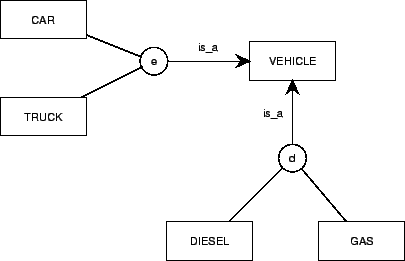 CAR
is_a
e
VEHICLE
TRUCK
is_a
d
DIESEL
GAS